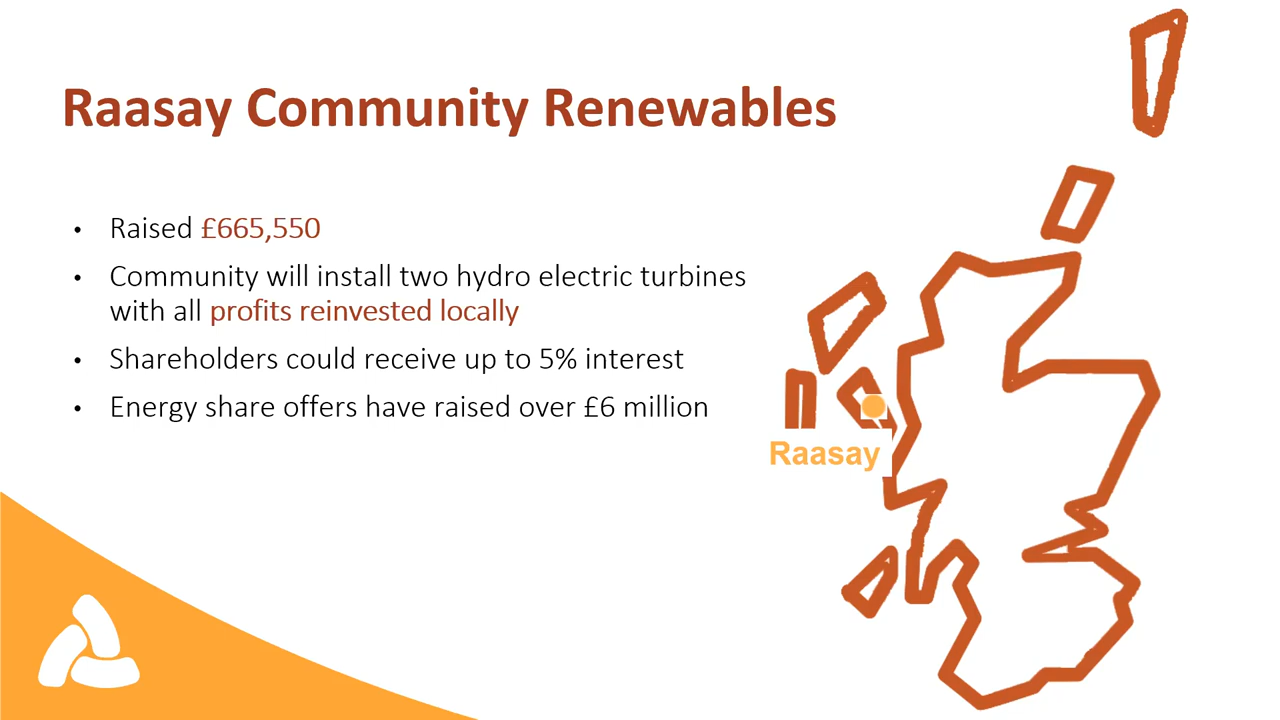 Raasay Community Renewables
• Raised £665,550
• Community will install two hydro electric turbines
with all profits reinvested locally
• Shareholders could receive up to 5% interest
• Energy share offers have raised over £6 million
Raasay